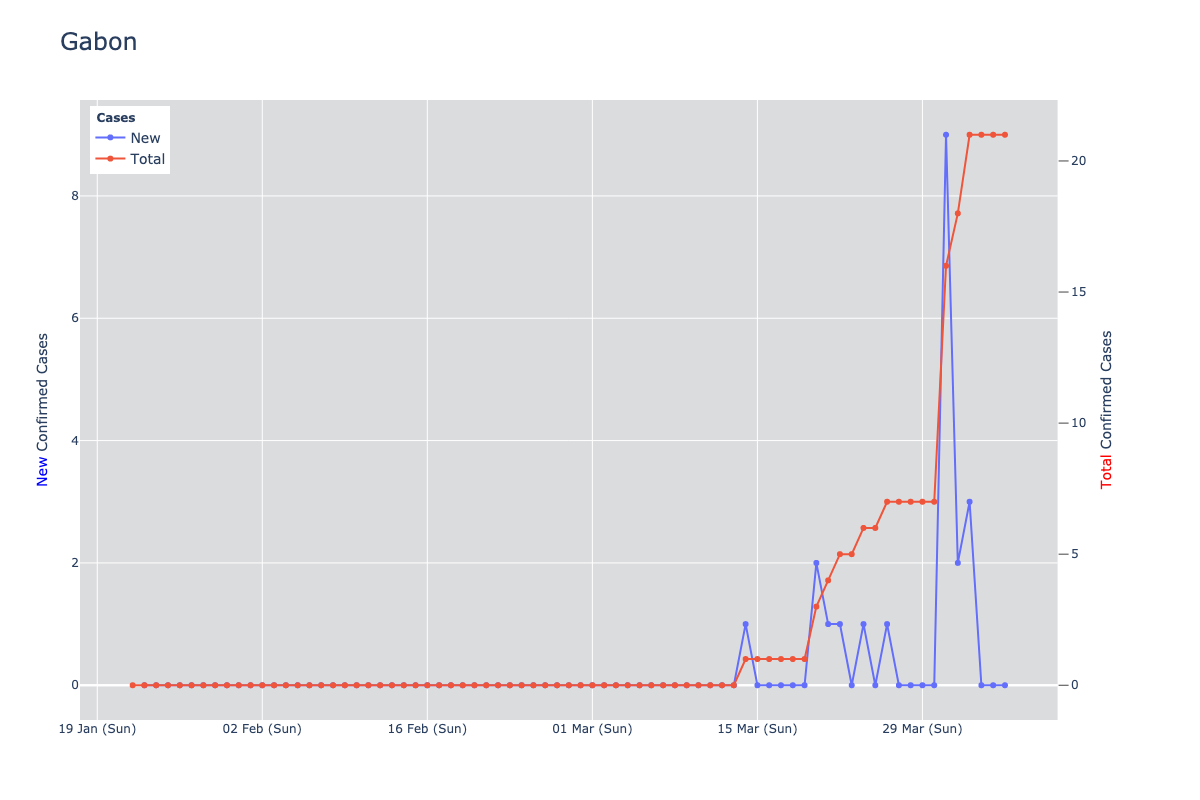 Gabon
Cases
New
Total
8
6
4
2
0
20
15
10
5
0
New Confirmed Cases
Total Confirmed Cases
19 Jan (Sun) 02 Feb (Sun) 16 Feb (Sun) 01 Mar (Sun) 15 Mar (Sun) 29 Mar (Sun)